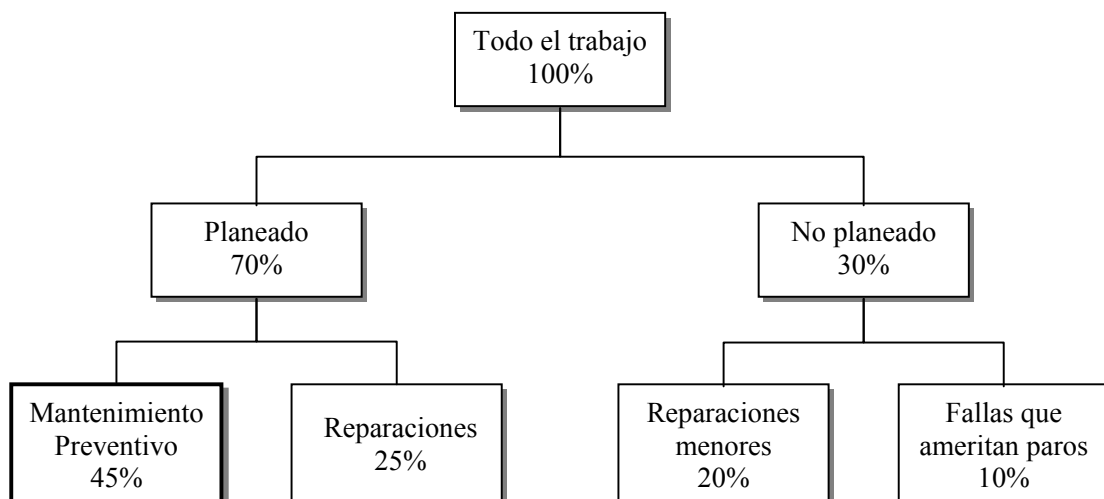 Todo el trabajo
100%
Planeado
70%
No planeado
30%
Mantenimiento
Preventivo
45%
Reparaciones
25%
Reparaciones
menores
20%
Fallas que
ameritan paros
10%